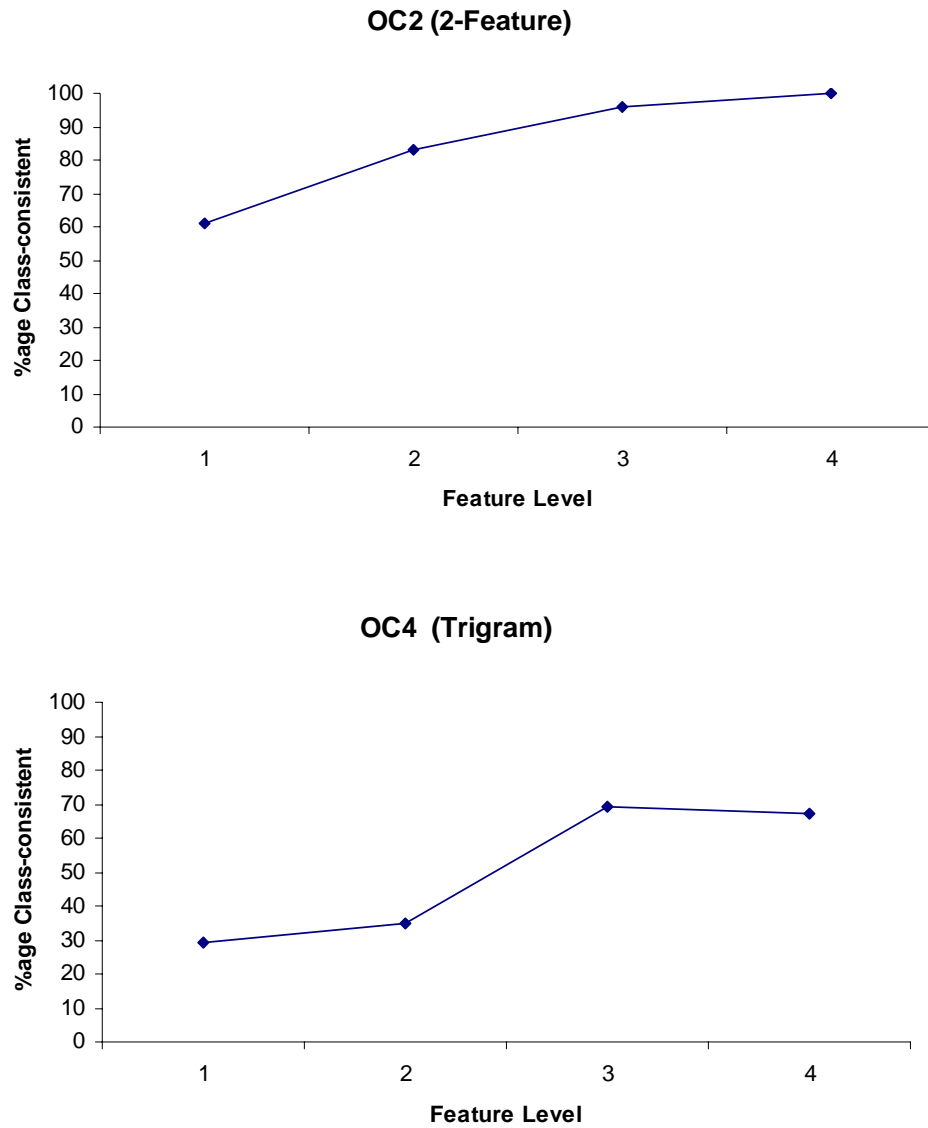 OC2 (2-Feature)
100
90
80
70
60
50
40
30
20
10
0
%age Class-consistent
1 2 3 4
Feature Level
OC4 (Trigram)
100
90
80
70
60
50
40
30
20
10
0
%age Class-consistent
1 2 3 4
Feature Level